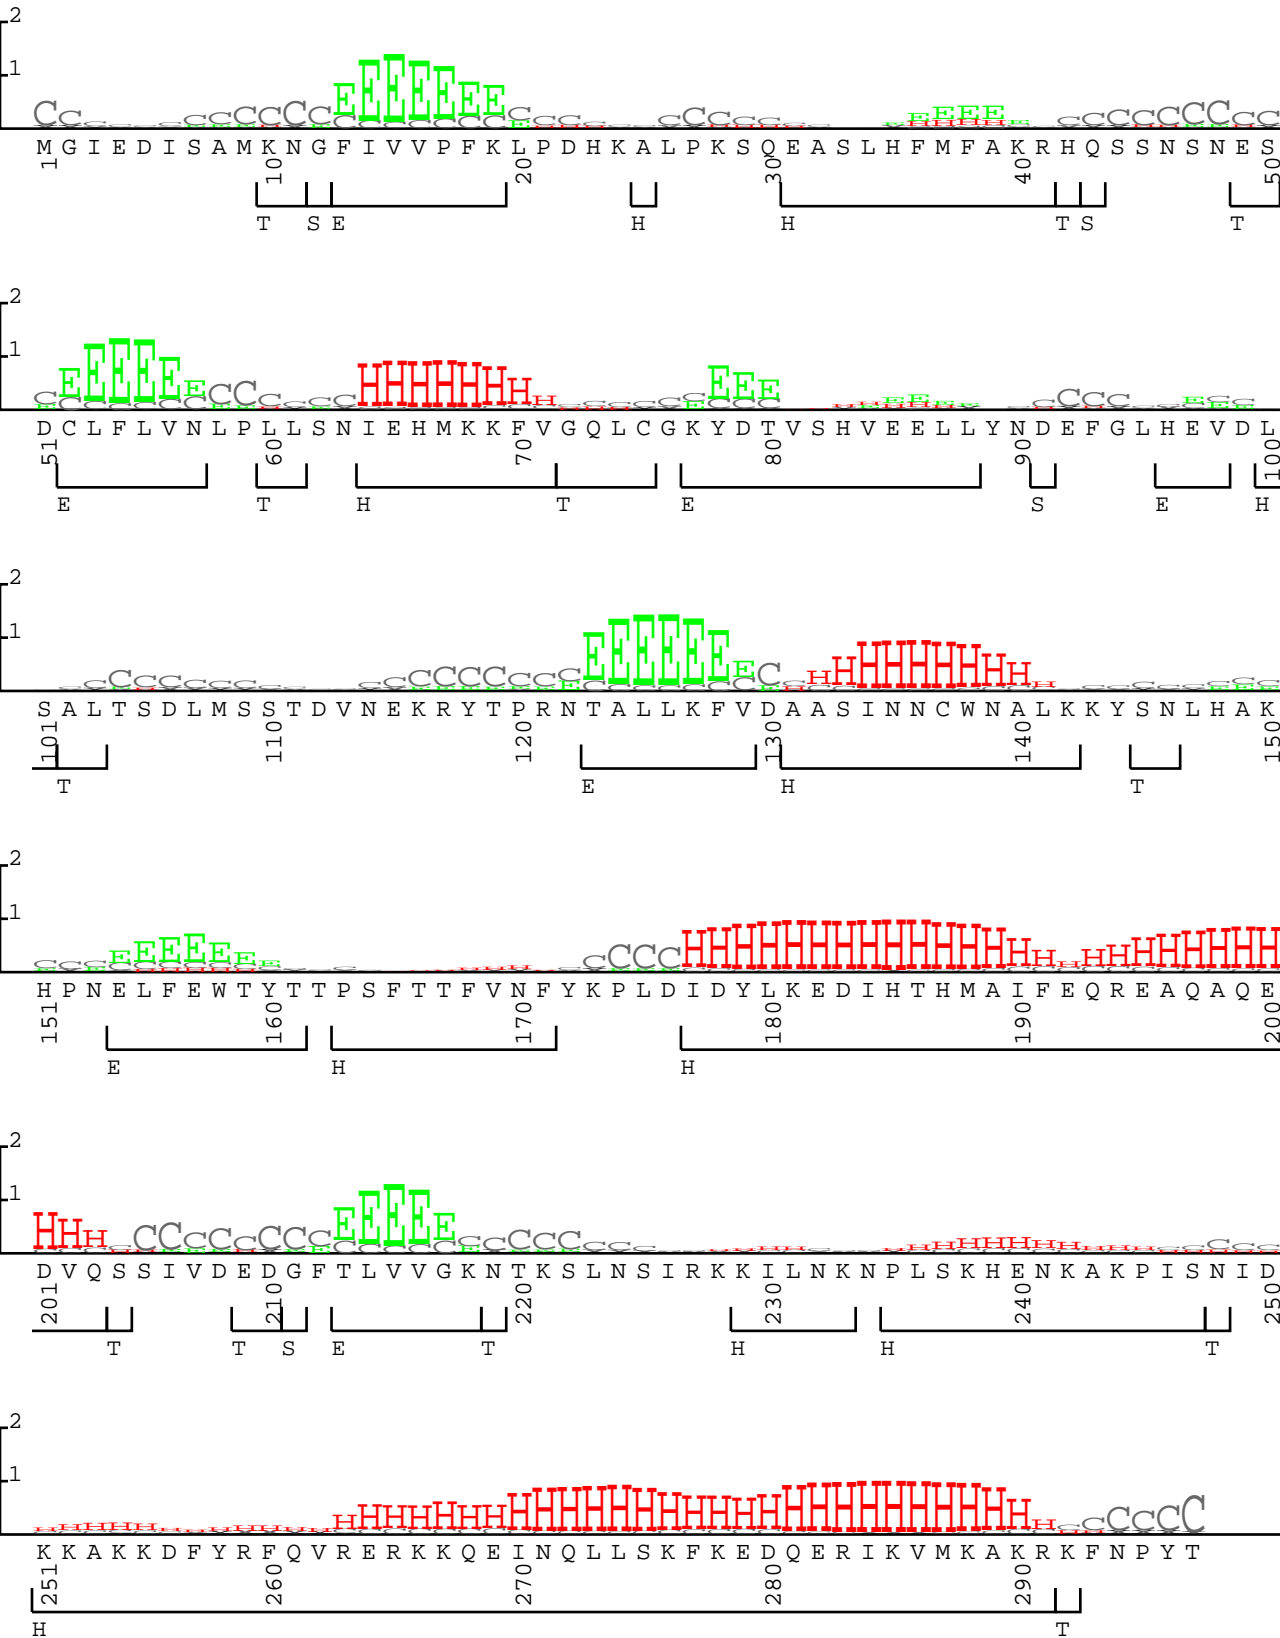 2
1
M G I E D I S A M K N G F I V V P F K L P D H K A L P K S Q E A S L H F M F A K R H Q S S N S N E S
1 10 20 30 40 50
T S E H H T S T
2
1
D C L F L V N L P L L S N I E H M K K F V G Q L C G K Y D T V S H V E E L L Y N D E F G L H E V D L
51 60 70 80 90 100
E T H T E S E H
2
1
S A L T S D L M S S T D V N E K R Y T P R N T A L L K F V D A A S I N N C W N A L K K Y S N L H A K
101 110 120 130 140 150
T E H T
2
1
H P N E L F E W T Y T T P S F T T F V N F Y K P L D I D Y L K E D I H T H M A I F E Q R E A Q A Q E
151 160 170 180 190 200
E H H
2
1
D V Q S S I V D E D G F T L V V G K N T K S L N S I R K K I L N K N P L S K H E N K A K P I S N I D
201 210 220 230 240 250
T T S E T H H T
2
1
K K A K K D F Y R F Q V R E R K K Q E I N Q L L S K F K E D Q E R I K V M K A K R K F N P Y T
251 260 270 280 290
H T